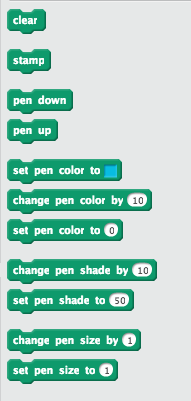 clear
stamp
pen down
pen up
set pen color to
change pen color by 10
set pen color to 0
change pen shade by 10
set pen shade to 50
change pen size by 1
set pen size to 1